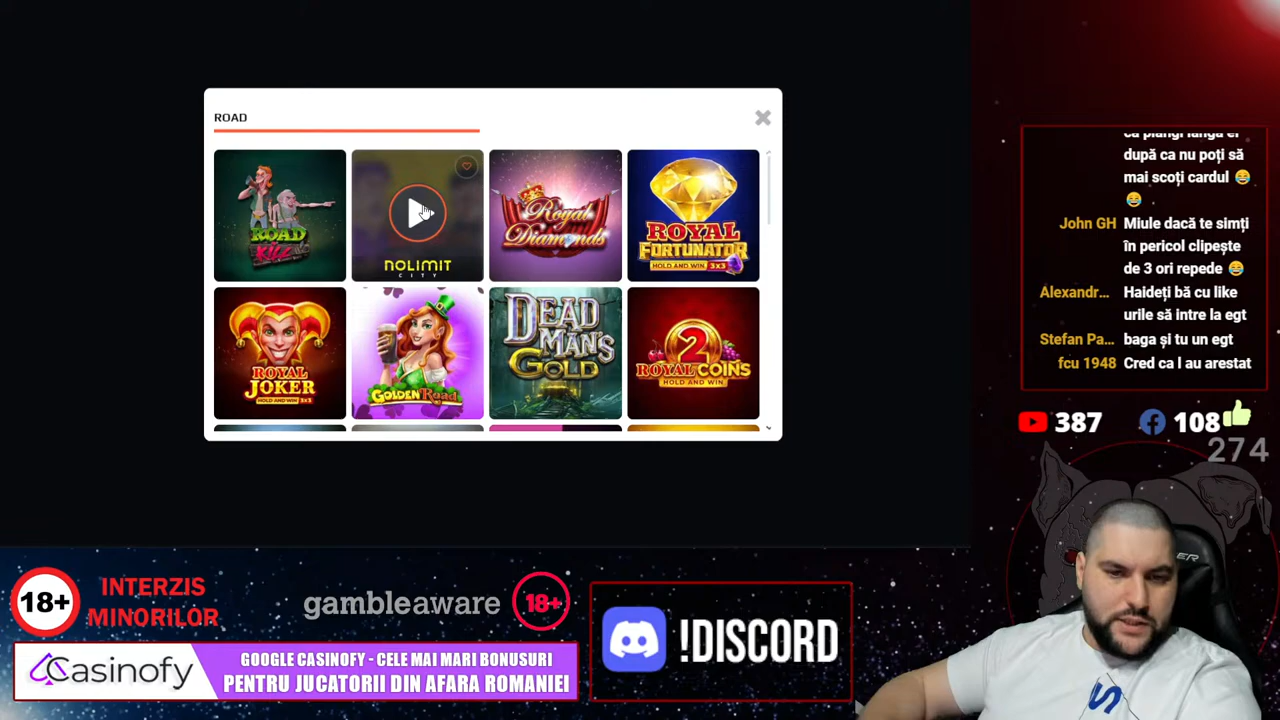 ROAD
ROAD
KILL
NOLIMIT
CITY
Royal
Diamonds
ROYAL
FORTUNATOR
HOLD AND WIN 3x3
ROYAL
JOKER
HOLD AND WIN 3x3
GOLDEN ROAD
DEAD
MAN'S
GOLD
2
ROYAL COINS
HOLD AND WIN
după ca nu poți să
mai scoți cardul
John GH Miule dacă te simți
în pericol clipește
de 3 ori repede
Alexandr... Haideți bă cu like
urile să intre la egt
Stefan Pa... baga și tu un egt
fcu 1948 Cred ca l au arestat
387 108
274
18+
INTERZIS
MINORILOR
gambleaware 18+
!DISCORD
Casinofy
GOOGLE CASINOFY - CELE MAI MARI BONUSURI
PENTRU JUCATORII DIN AFARA ROMANIEI